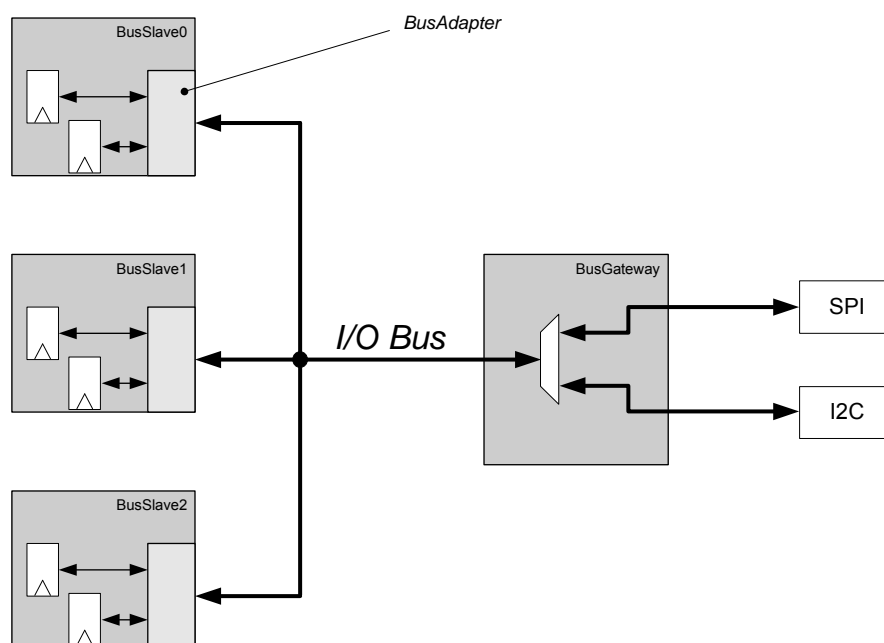 BusSlave0
BusAdapter
BusSlave1
BusGateway
SPI
I/O Bus
I2C
BusSlave2